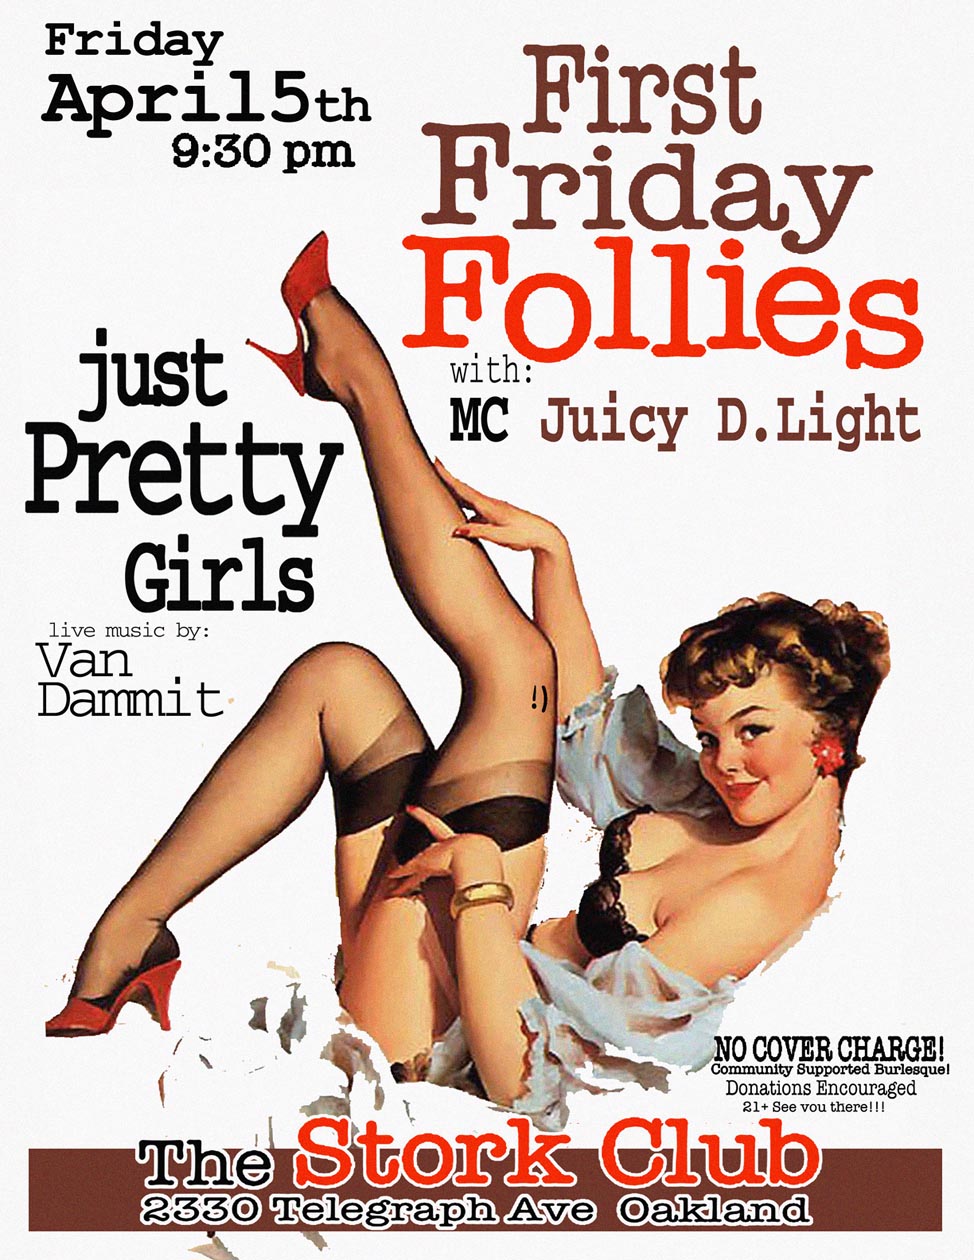 Friday
April 5th
9:30 pm
First
Friday
Follies
with:
MC Juicy D.Light
just
Pretty
Girls
live music by:
Van
Dammit
!)
NO COVER CHARGE!
Community Supported Burlesque!
Donations Encouraged
21+ See you there!!!
The Stork Club
2330 Telegraph Ave Oakland